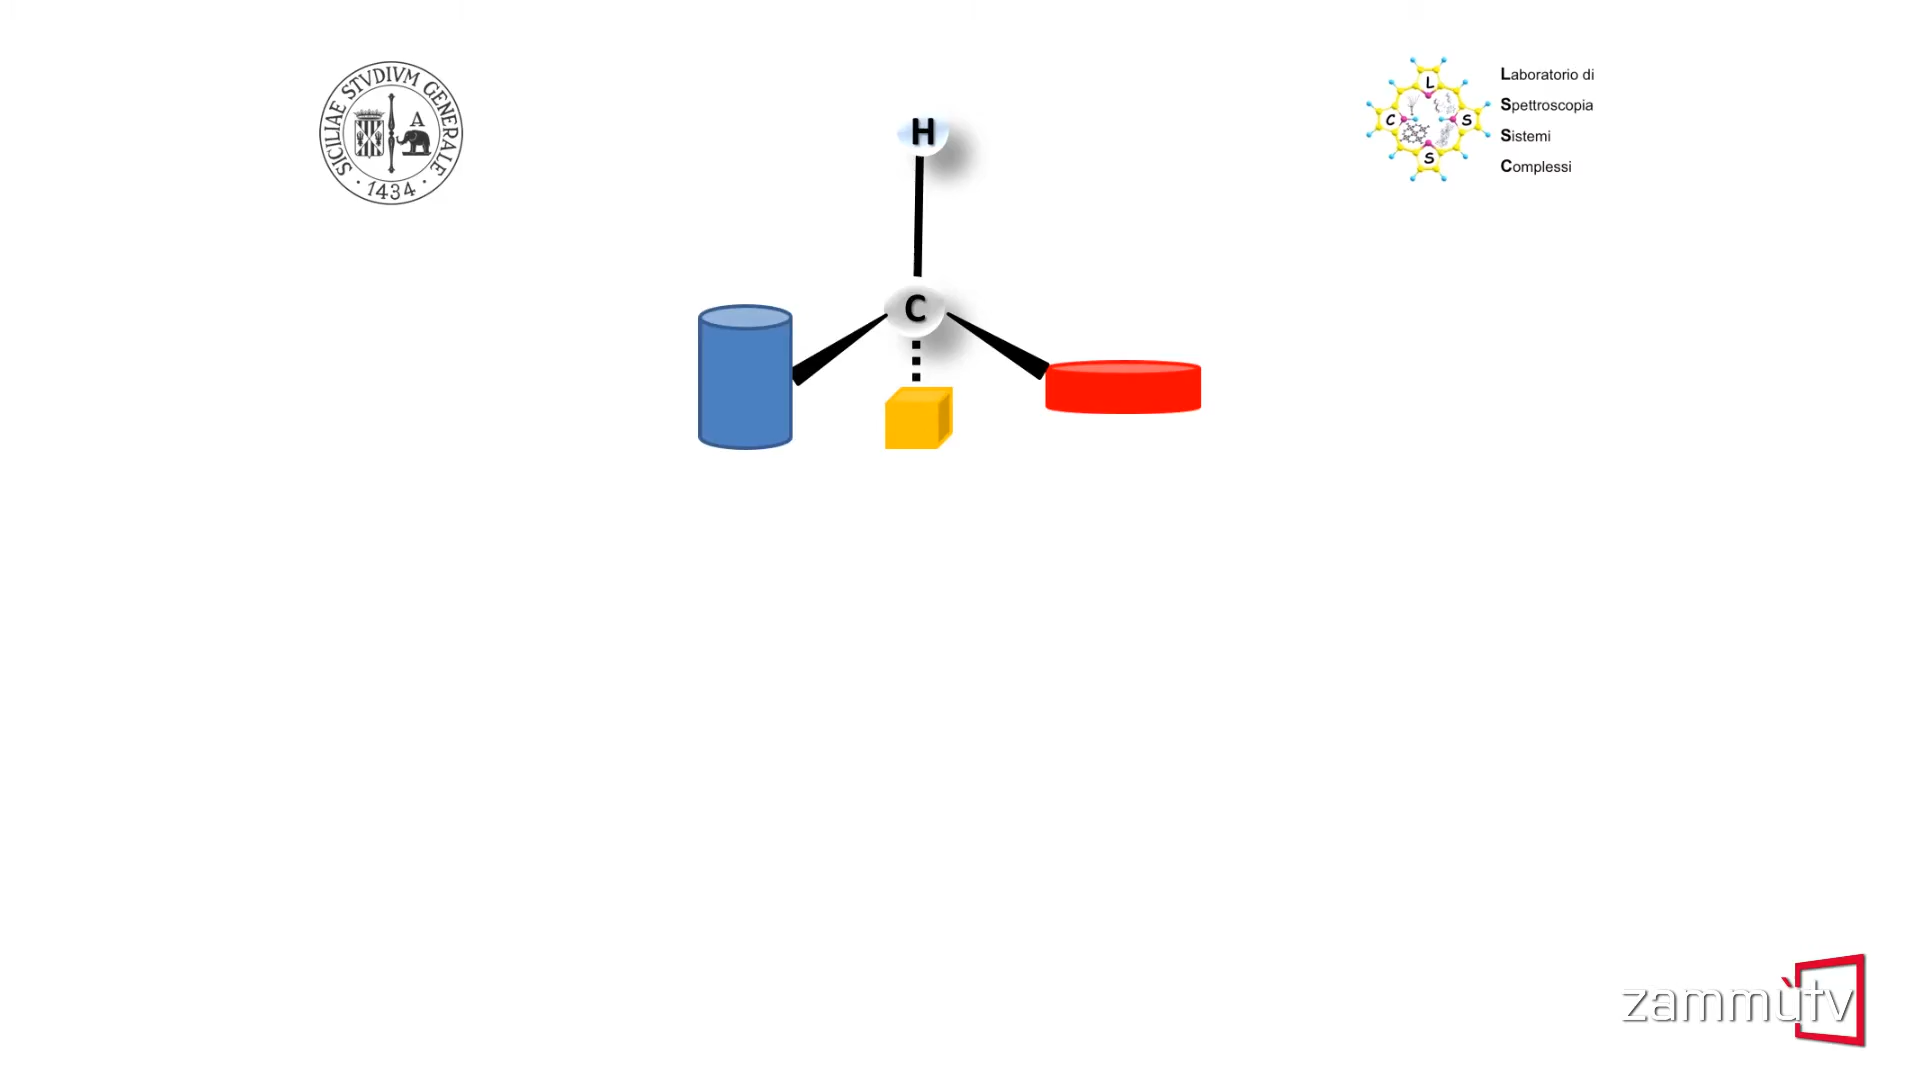 SICILIAE STVDIVM GENERALE
A
· 1434 ·
H
C
L
C
S
S
Laboratorio di
Spettroscopia
Sistemi
Complessi
zammùtv